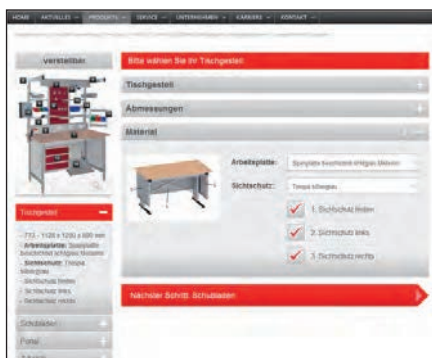 HOME AKTUELLES PRODUKTE SERVICE UNTERNEHMEN KARRIERE KONTAKT
verstellbar
Bitte wählen Sie Ihr Tischgestell
Tischgestell
Abmessungen
Material
Arbeitsplatte:
Sichtschutz:
1. Sichtschutz hinten
2. Sichtschutz links
3. Sichtschutz rechts
Tischgestell
- Arbeitsplatte: Spanplatte
- Sichtschutz:
- Sichtschutz hinten
- Sichtschutz links
- Sichtschutz rechts
Nächster Schritt: Schubladen
Schubladen
Portal